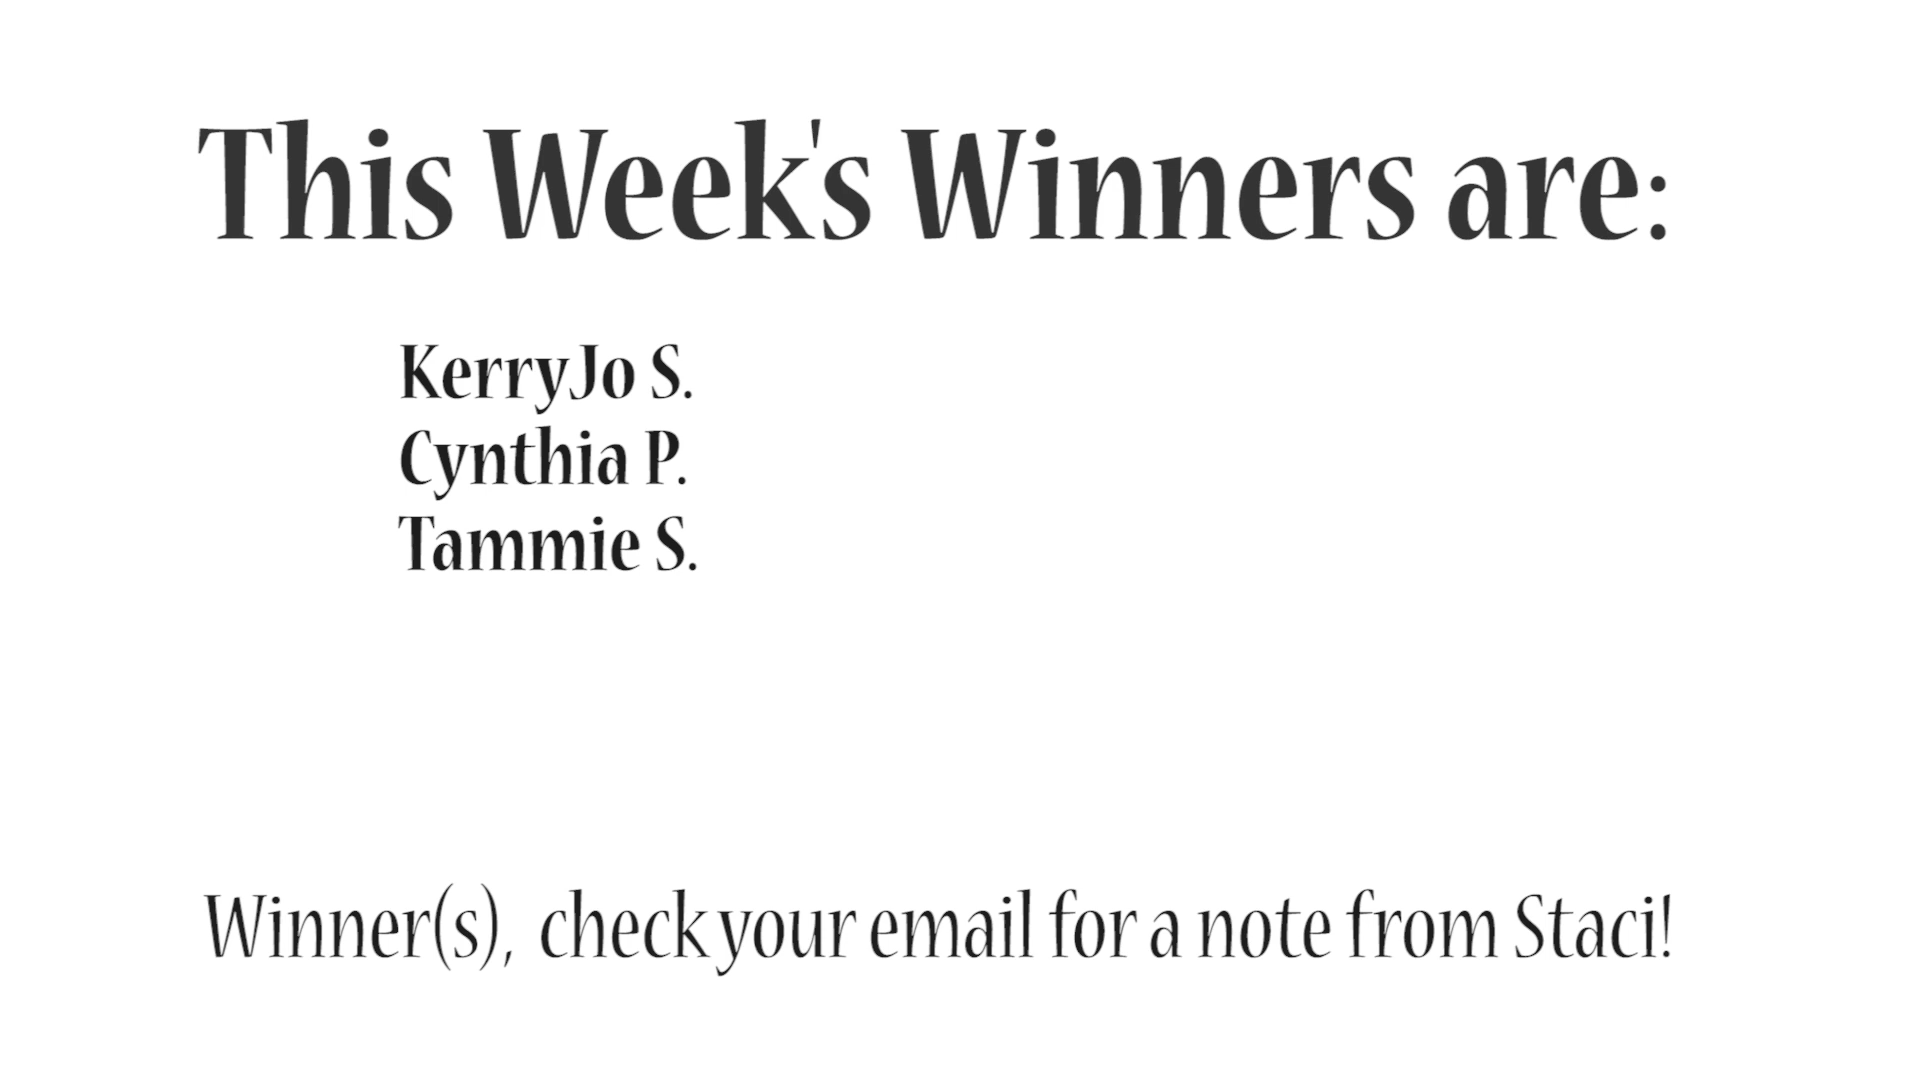 This Week's Winners are:
KerryJo S.
Cynthia P.
Tammie S.
Winner(s), check your email for a note from Staci!